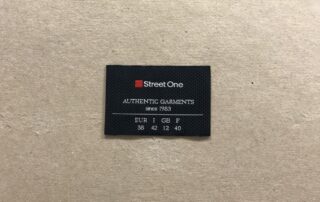 Street One
AUTHENTIC GARMENTS
since 1983
EUR I GB F
38 42 12 40